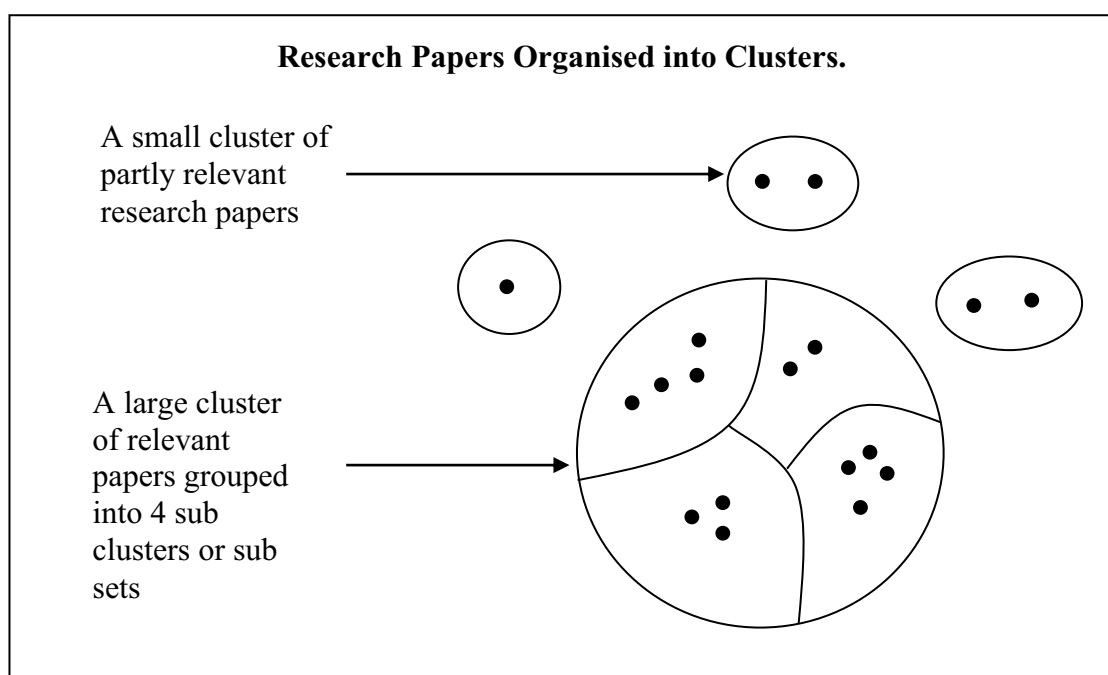 Research Papers Organised into Clusters.
A small cluster of
partly relevant
research papers
A large cluster
of relevant
papers grouped
into 4 sub
clusters or sub
sets